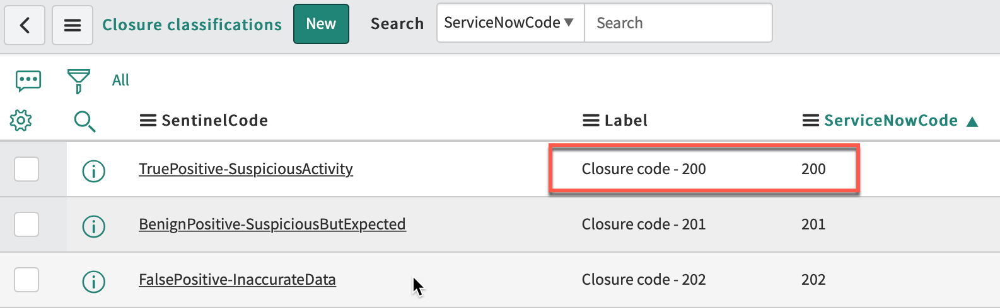 Closure classifications New Search ServiceNowCode Search
All
SentinelCode Label ServiceNowCode
TruePositive-SuspiciousActivity Closure code - 200 200
BenignPositive-SuspiciousButExpected Closure code - 201 201
FalsePositive-InaccurateData Closure code - 202 202